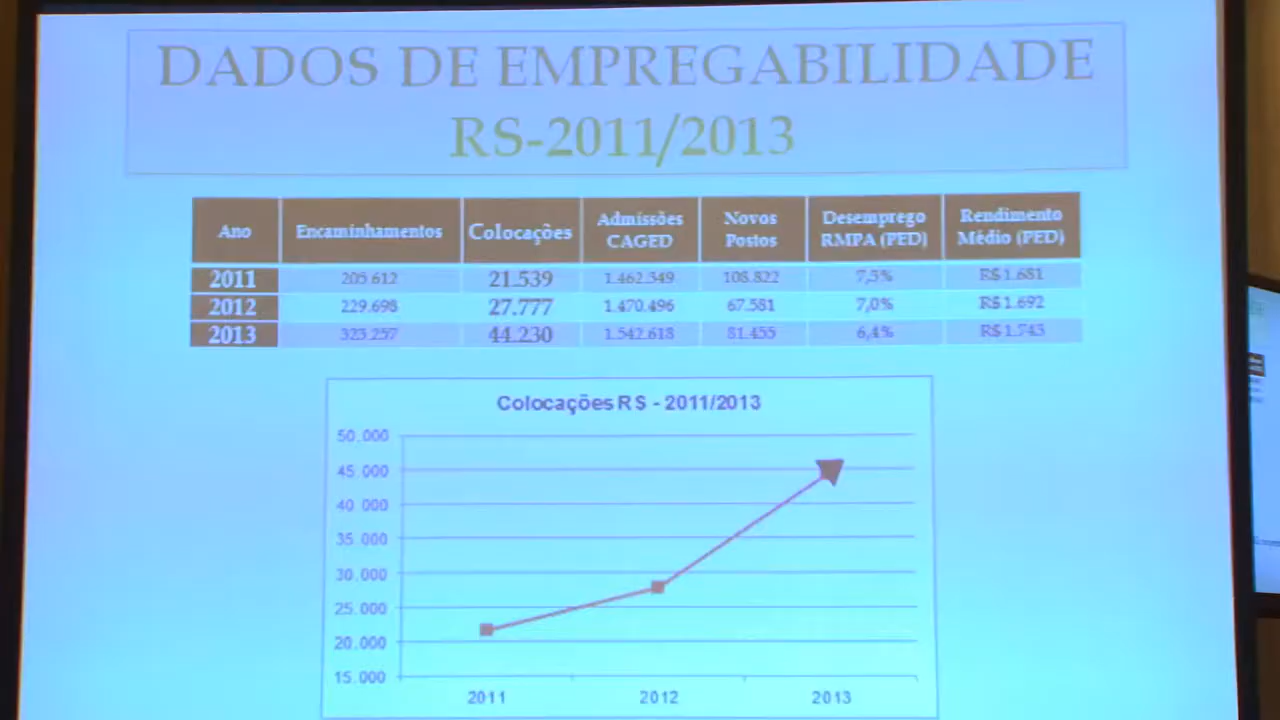 DADOS DE EMPREGABILIDADE
RS-2011/2013
Ano Encaminhamentos Colocações Admissões CAGED Novos Postos Desemprego RMPA (PED) Rendimento Médio (PED)
2011 205.612 21.539 1.462.349 108.822 7,3% R$ 1.681
2012 229.698 27.777 1.470.496 67.581 7,0% R$ 1.692
2013 323.257 44.230 1.542.618 81.455 6,4% R$ 1.743
Colocações RS - 2011/2013
50.000
45.000
40.000
35.000
30.000
25.000
20.000
15.000
2011 2012 2013